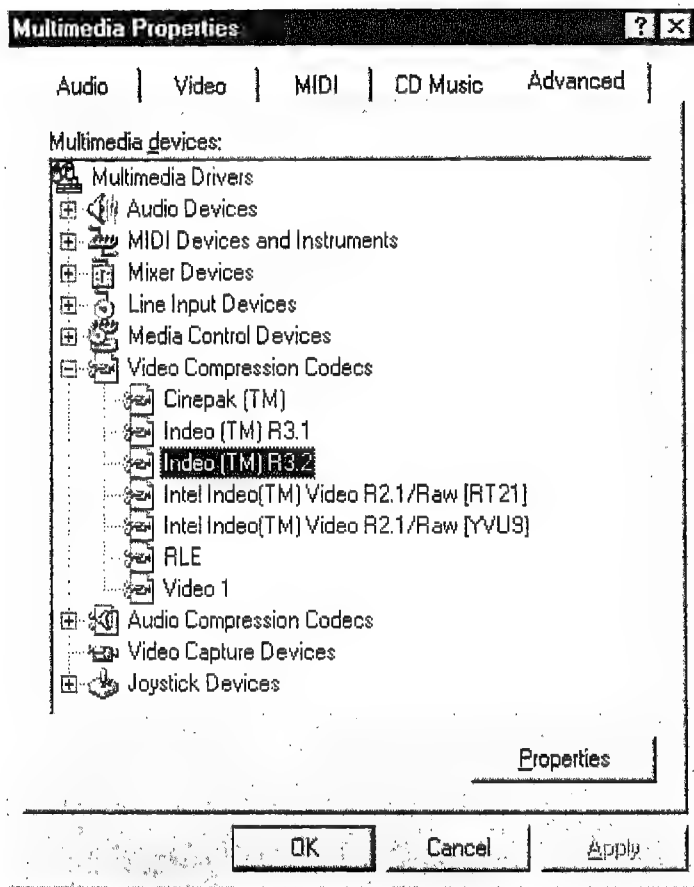 Multimedia Properties ? X
Audio Video MIDI CD Music Advanced
Multimedia devices:
Multimedia Drivers
Audio Devices
MIDI Devices and Instruments
Mixer Devices
Line Input Devices
Media Control Devices
Video Compression Codecs
Cinepak (TM)
Indeo (TM) R3.1
Indeo (TM) R3.2
Intel Indeo(TM) Video R2.1/Raw [RT21]
Intel Indeo(TM) Video R2.1/Raw [YVU9]
RLE
Video 1
Audio Compression Codecs
Video Capture Devices
Joystick Devices
Properties
OK Cancel Apply